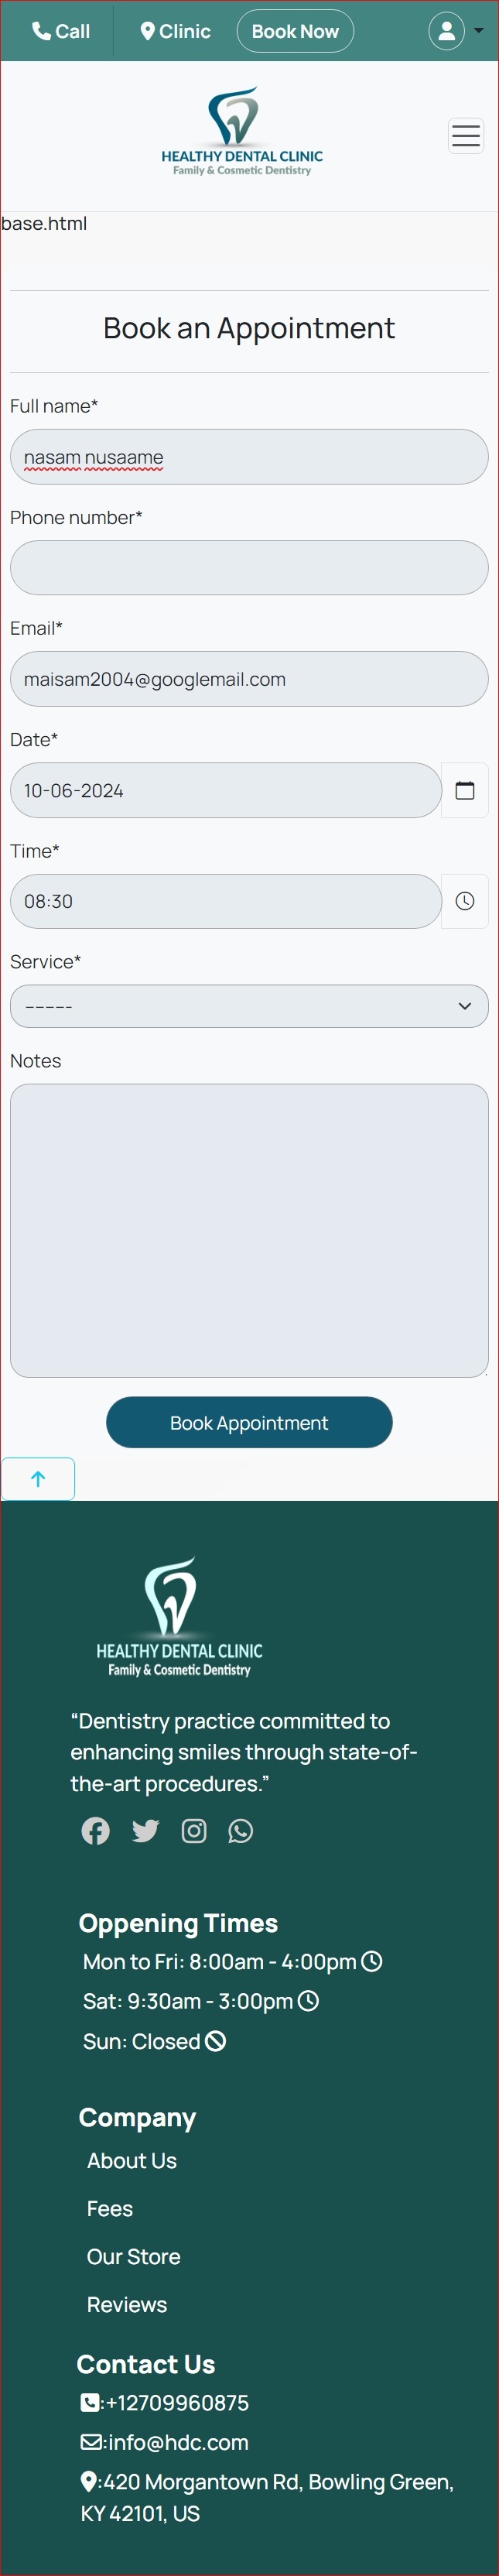 Call Clinic Book Now
HEALTHY DENTAL CLINIC
Family & Cosmetic Dentistry
base.html
Book an Appointment
Full name*
nasam nusaame
Phone number*
Email*
maisam2004@googlemail.com
Date*
10-06-2024
Time*
08:30
Service*
---------
Notes
Book Appointment
HEALTHY DENTAL CLINIC
Family & Cosmetic Dentistry
“Dentistry practice committed to
enhancing smiles through state-of-
the-art procedures.”
Oppening Times
Mon to Fri: 8:00am - 4:00pm
Sat: 9:30am - 3:00pm
Sun: Closed
Company
About Us
Fees
Our Store
Reviews
Contact Us
:+12709960875
:info@hdc.com
:420 Morgantown Rd, Bowling Green,
KY 42101, US